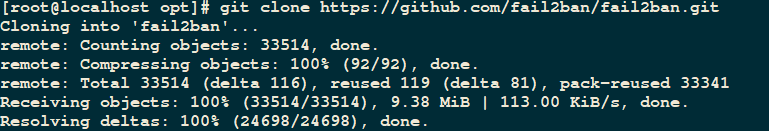 [root@localhost opt]# git clone https://github.com/fail2ban/fail2ban.git
Cloning into 'fail2ban'...
remote: Counting objects: 33514, done.
remote: Compressing objects: 100% (92/92), done.
remote: Total 33514 (delta 116), reused 119 (delta 81), pack-reused 33341
Receiving objects: 100% (33514/33514), 9.38 MiB | 113.00 KiB/s, done.
Resolving deltas: 100% (24698/24698), done.